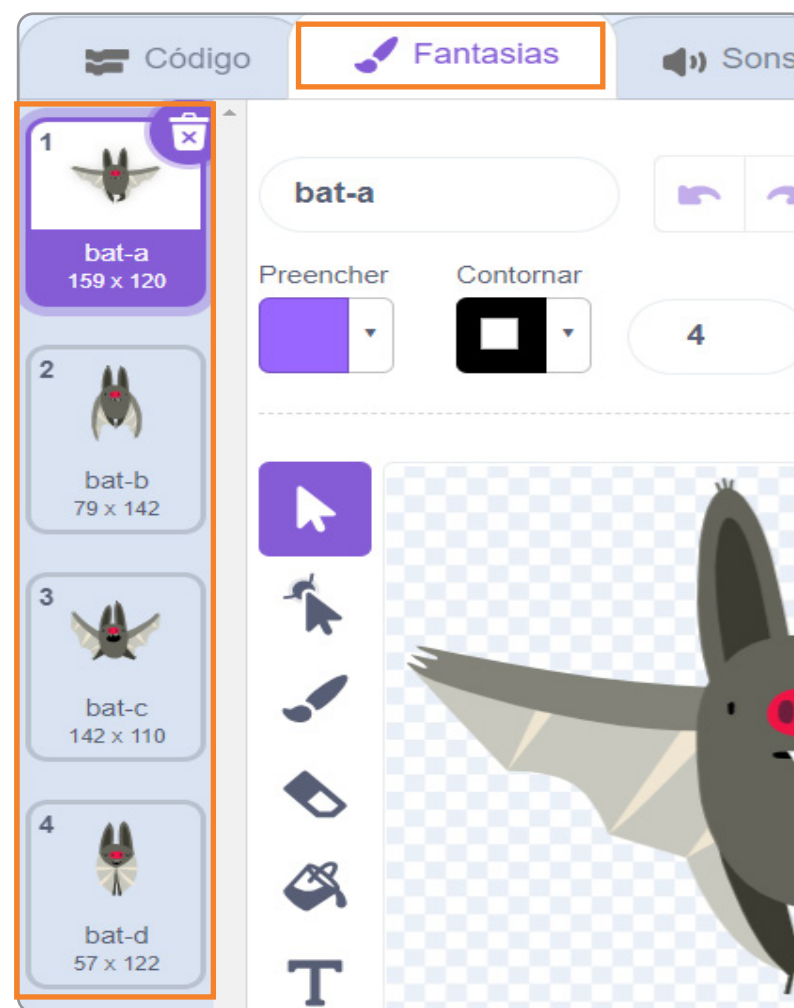 Código
Fantasias
Sons
1
bat-a
159 x 120
2
bat-b
79 x 142
3
bat-c
142 x 110
4
bat-d
57 x 122
bat-a
Preencher
Contornar
4
T